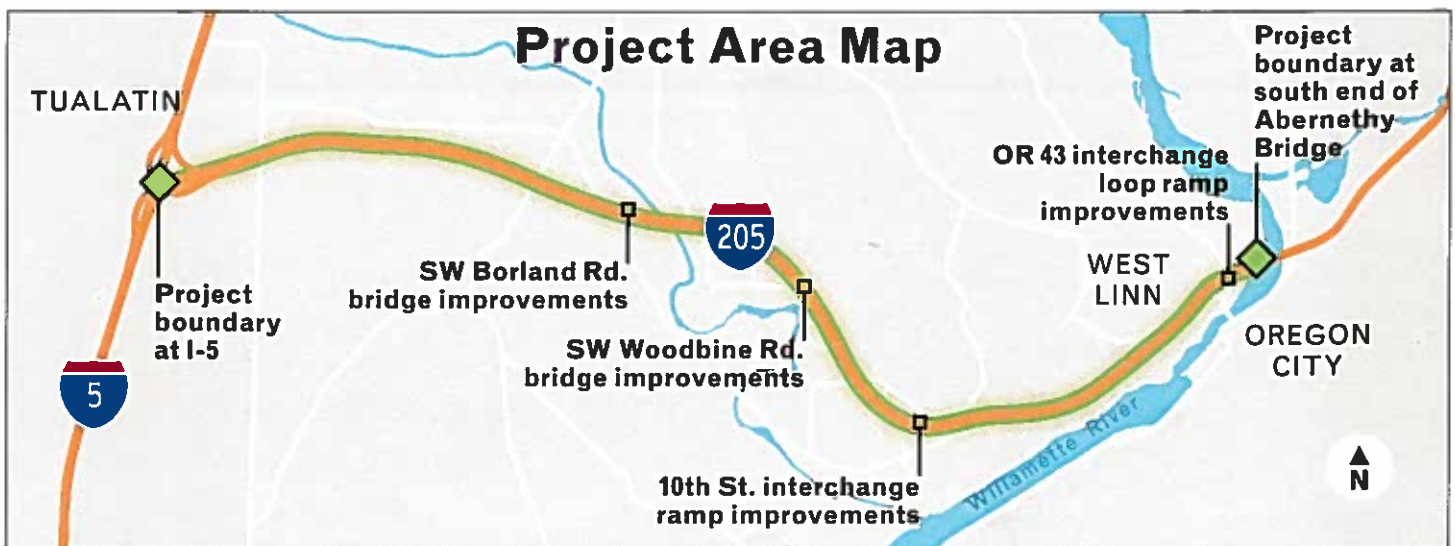 Project Area Map
TUALATIN
Project
boundary
at I-5
5
SW Borland Rd.
bridge improvements
205
SW Woodbine Rd.
bridge improvements
10th St. interchange
ramp improvements
OR 43 interchange
loop ramp
improvements
Project
boundary at
south end of
Abernethy
Bridge
WEST
LINN
OREGON
CITY
Willamette River
N